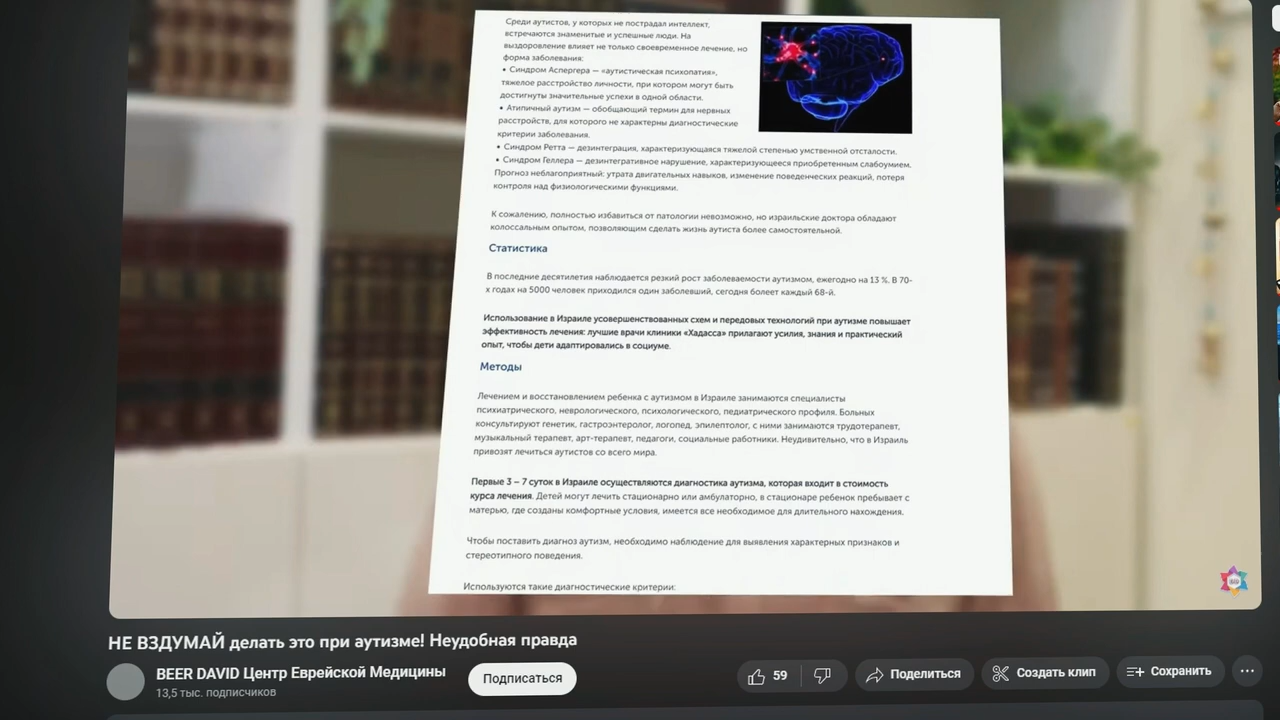 Среди аутистов, у которых не пострадал интеллект,
встречаются знаменитые и успешные люди. На
выздоровление влияет не только своевременное лечение, но
форма заболевания:
• Синдром Аспергера — «аутистическая психопатия»,
тяжелое расстройство личности, при котором могут быть
достигнуты значительные успехи в одной области.
• Атипичный аутизм — обобщающий термин для нервных
расстройств, для которого не характерны диагностические
критерии заболевания.
• Синдром Ретта — дезинтеграция, характеризующаяся тяжелой степенью умственной отсталости.
• Синдром Геллера — дезинтегративное нарушение, характеризующееся приобретенным слабоумием.
Прогноз неблагоприятный: утрата двигательных навыков, изменение поведенческих реакций, потеря
контроля над физиологическими функциями.
К сожалению, полностью избавиться от патологии невозможно, но израильские доктора обладают
колоссальным опытом, позволяющим сделать жизнь аутиста более самостоятельной.
Статистика
В последние десятилетия наблюдается резкий рост заболеваемости аутизмом, ежегодно на 13 %. В 70-
х годах на 5000 человек приходился один заболевший, сегодня болеет каждый 68-й.
Использование в Израиле усовершенствованных схем и передовых технологий при аутизме повышает
эффективность лечения: лучшие врачи клиники «Хадасса» прилагают усилия, знания и практический
опыт, чтобы дети адаптировались в социуме.
Методы
Лечением и восстановлением ребенка с аутизмом в Израиле занимаются специалисты
психиатрического, неврологического, психологического, педиатрического профиля. Больных
консультируют генетик, гастроэнтеролог, логопед, эпилептолог, с ними занимаются трудотерапевт,
музыкальный терапевт, арт-терапевт, педагоги, социальные работники. Неудивительно, что в Израиль
привозят лечиться аутистов со всего мира.
Первые 3 – 7 суток в Израиле осуществляются диагностика аутизма, которая входит в стоимость
курса лечения. Детей могут лечить стационарно или амбулаторно, в стационаре ребенок пребывает с
матерью, где созданы комфортные условия, имеется все необходимое для длительного нахождения.
Чтобы поставить диагноз аутизм, необходимо наблюдение для выявления характерных признаков и
стереотипного поведения.
Используются такие диагностические критерии:
НЕ ВЗДУМАЙ делать это при аутизме! Неудобная правда
BEER DAVID Центр Еврейской Медицины
13,5 тыс. подписчиков
Подписаться
59
Поделиться
Создать клип
Сохранить